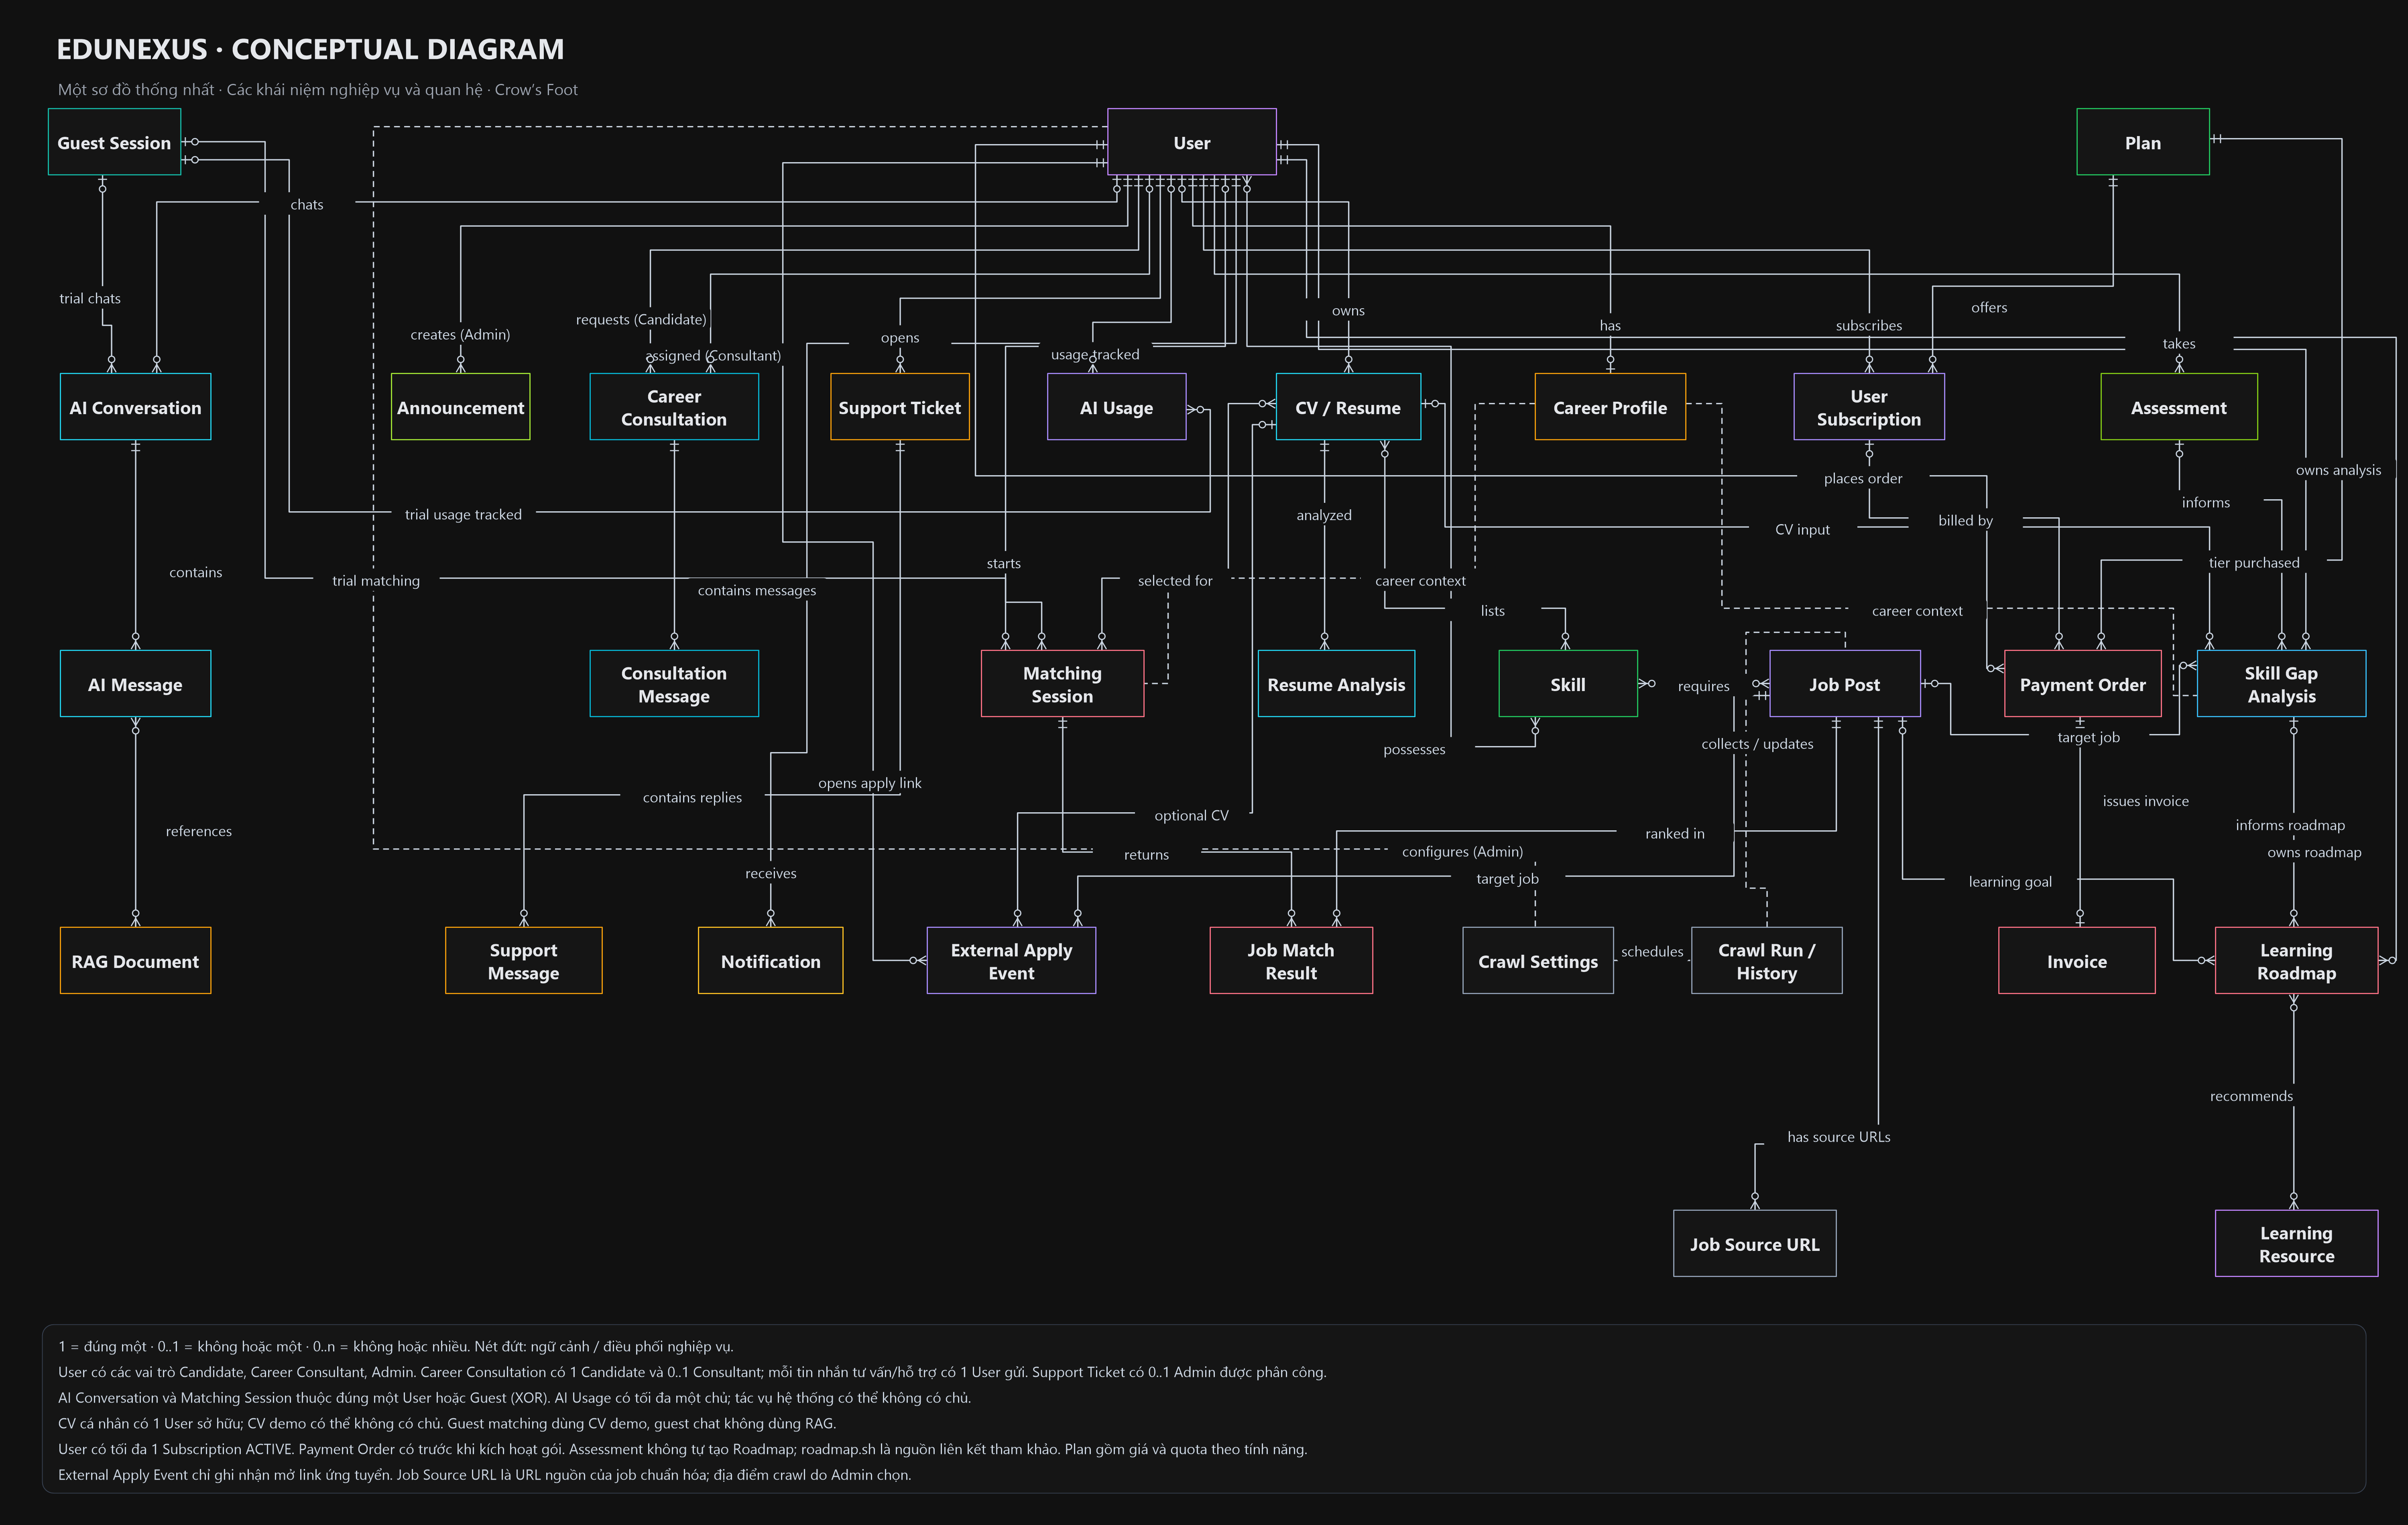 EDUNEXUS · CONCEPTUAL DIAGRAM
Một sơ đồ thống nhất · Các khái niệm nghiệp vụ và quan hệ · Crow's Foot
Guest Session
User
Plan
chats
trial chats
creates (Admin)
requests (Candidate)
assigned (Consultant)
opens
usage tracked
owns
has
subscribes
offers
takes
AI Conversation
Announcement
Career
Consultation
Support Ticket
AI Usage
CV / Resume
Career Profile
User
Subscription
Assessment
owns analysis
places order
informs
trial usage tracked
analyzed
billed by
CV input
starts
tier purchased
contains
trial matching
contains messages
selected for
career context
lists
career context
AI Message
Consultation
Message
Matching
Session
Resume Analysis
Skill
requires
Job Post
Payment Order
Skill Gap
Analysis
possesses
collects / updates
target job
opens apply link
contains replies
optional CV
issues invoice
references
ranked in
informs roadmap
returns
configures (Admin)
owns roadmap
receives
target job
learning goal
RAG Document
Support
Message
Notification
External Apply
Event
Job Match
Result
Crawl Settings
schedules
Crawl Run /
History
Invoice
Learning
Roadmap
recommends
has source URLs
Job Source URL
Learning
Resource
1 = đúng một · 0..1 = không hoặc một · 0..n = không hoặc nhiều. Nét đứt: ngữ cảnh / điều phối nghiệp vụ.
User có các vai trò Candidate, Career Consultant, Admin. Career Consultation có 1 Candidate và 0..1 Consultant; mỗi tin nhắn tư vấn/hỗ trợ có 1 User gửi. Support Ticket có 0..1 Admin được phân công.
AI Conversation và Matching Session thuộc đúng một User hoặc Guest (XOR). AI Usage có tối đa một chủ; tác vụ hệ thống có thể không có chủ.
CV cá nhân có 1 User sở hữu; CV demo có thể không có chủ. Guest matching dùng CV demo, guest chat không dùng RAG.
User có tối đa 1 Subscription ACTIVE. Payment Order có trước khi kích hoạt gói. Assessment không tự tạo Roadmap; roadmap.sh là nguồn liên kết tham khảo. Plan gồm giá và quota theo tính năng.
External Apply Event chỉ ghi nhận mở link ứng tuyển. Job Source URL là URL nguồn của job chuẩn hóa; địa điểm crawl do Admin chọn.